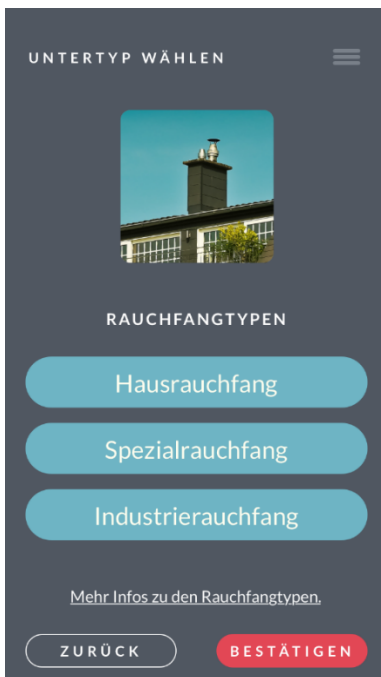 UNTERTYP WÄHLEN
RAUCHFANGTYPEN
Hausrauchfang
Spezialrauchfang
Industrierauchfang
Mehr Infos zu den Rauchfangtypen.
ZURÜCK
BESTÄTIGEN